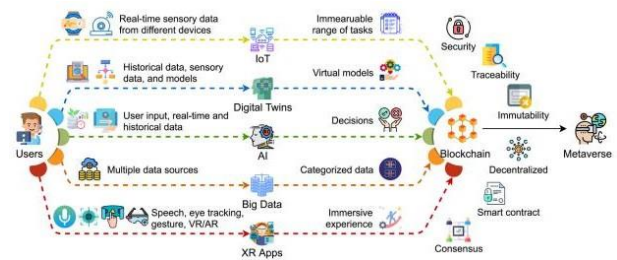 Real-time sensory data
from different devices
IoT
Immearuable
range of tasks
Historical data, sensory
data, and models
Digital Twins
Virtual models
Users
User input, real-time and
historical data
AI
Decisions
Multiple data sources
Big Data
Categorized data
Speech, eye tracking,
gesture, VR/AR
XR Apps
Immersive
experience
Blockchain
Security
Traceability
Immutability
Decentralized
Smart contract
Consensus
Metaverse